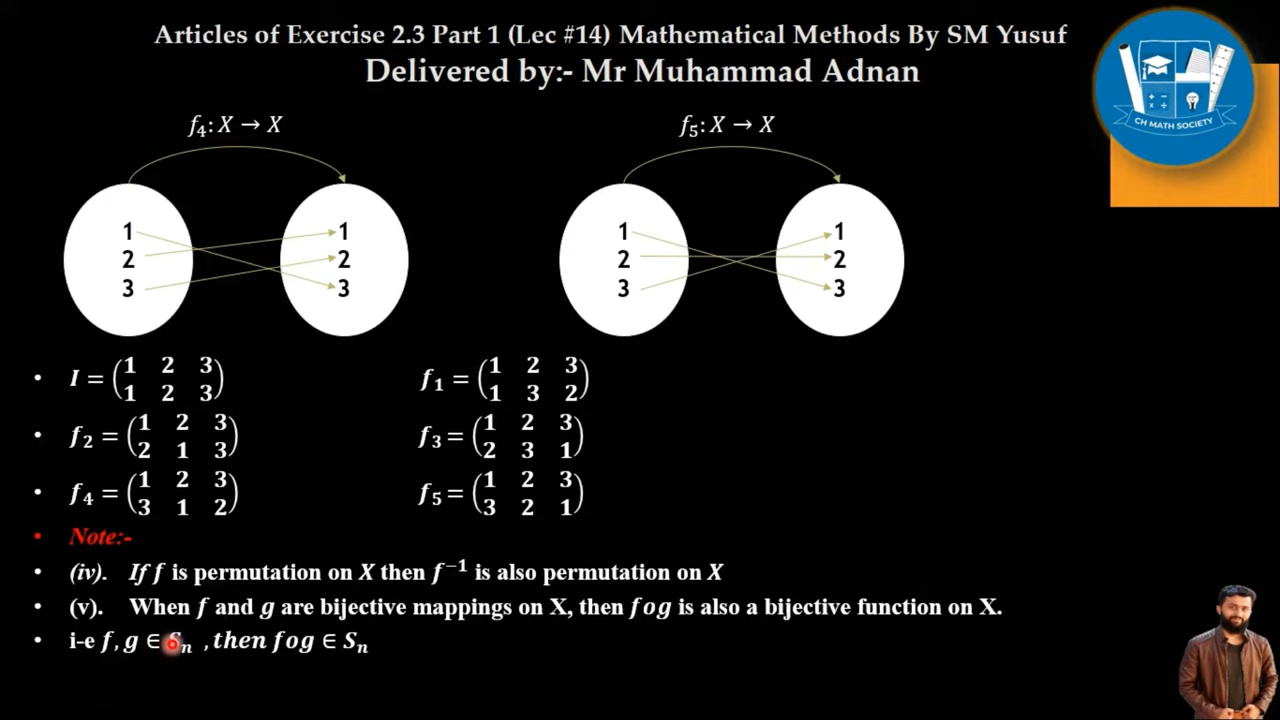 Articles of Exercise 2.3 Part 1 (Lec #14) Mathematical Methods By SM Yusuf
Delivered by:- Mr Muhammad Adnan
CH MATH SOCIETY
f₄: X → X
f₅: X → X
1 1
2 2
3 3
1 1
2 2
3 3
• I = (1 2 3 / 1 2 3)
f₁ = (1 2 3 / 1 3 2)
• f₂ = (1 2 3 / 2 1 3)
f₃ = (1 2 3 / 2 3 1)
• f₄ = (1 2 3 / 3 1 2)
f₅ = (1 2 3 / 3 2 1)
• Note:-
• (iv). If f is permutation on X then f⁻¹ is also permutation on X
• (v). When f and g are bijective mappings on X, then fog is also a bijective function on X.
• i-e f, g ∈ Sₙ , then fog ∈ Sₙ